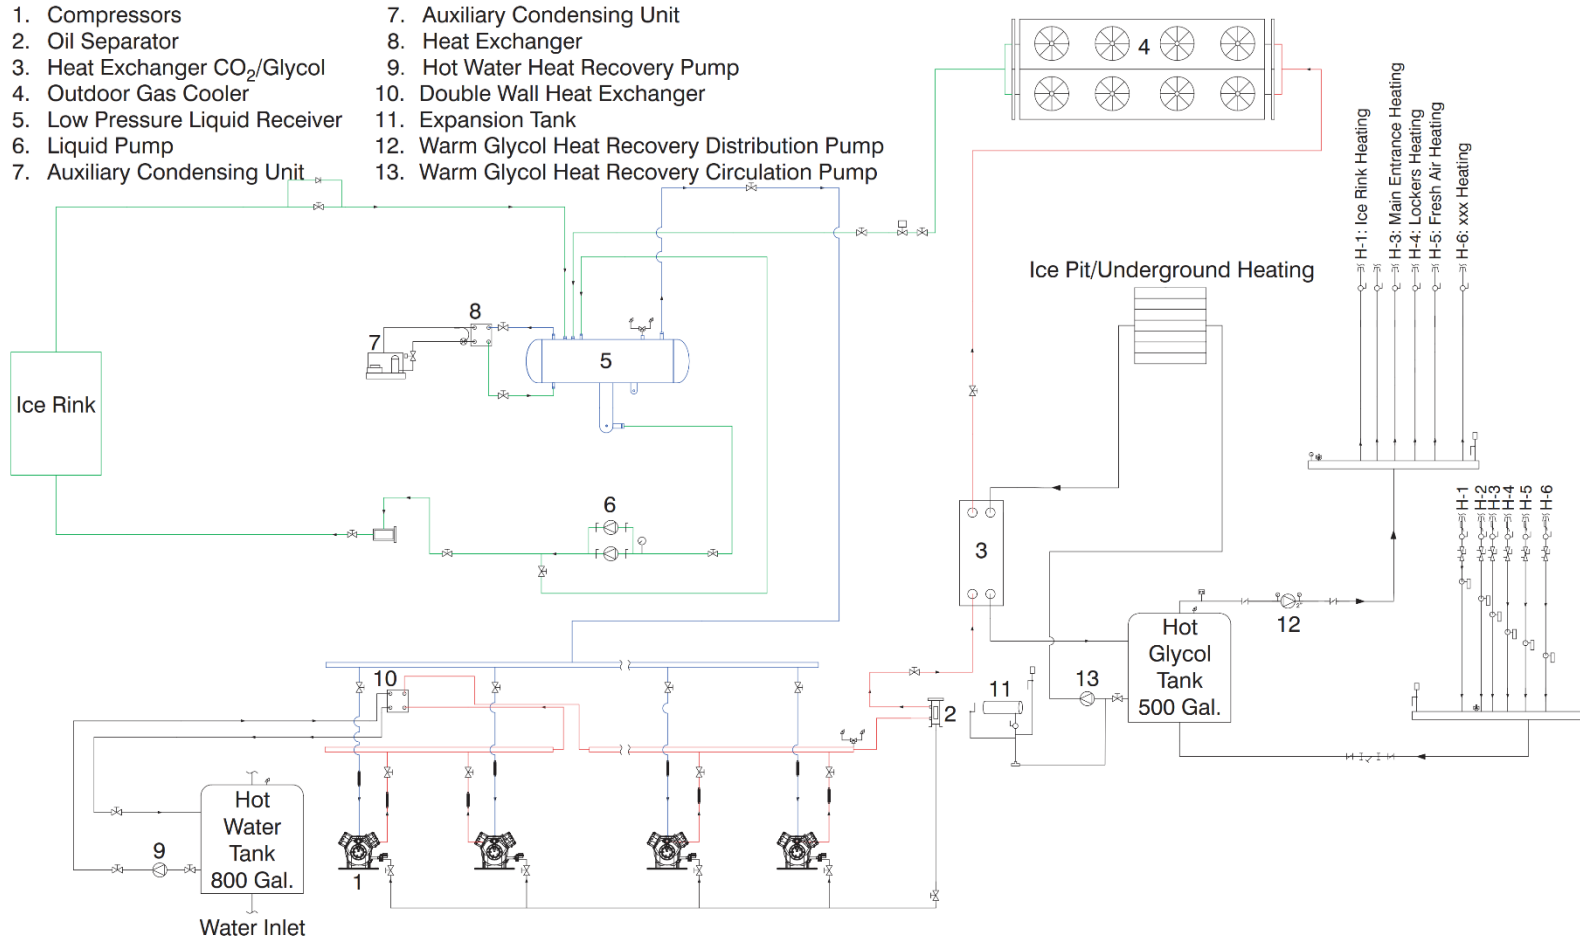 1. Compressors
2. Oil Separator
3. Heat Exchanger CO2/Glycol
4. Outdoor Gas Cooler
5. Low Pressure Liquid Receiver
6. Liquid Pump
7. Auxiliary Condensing Unit
7. Auxiliary Condensing Unit
8. Heat Exchanger
9. Hot Water Heat Recovery Pump
10. Double Wall Heat Exchanger
11. Expansion Tank
12. Warm Glycol Heat Recovery Distribution Pump
13. Warm Glycol Heat Recovery Circulation Pump
4
H-1: Ice Rink Heating
H-3: Main Entrance Heating
H-4: Lockers Heating
H-5: Fresh Air Heating
H-6: xxx Heating
Ice Pit/Underground Heating
8
7
5
Ice Rink
6
3
H-1
H-2
H-3
H-4
H-5
H-6
12
Hot
Glycol
Tank
500 Gal.
13
11
10
2
Hot
Water
Tank
800 Gal.
9
1
Water Inlet